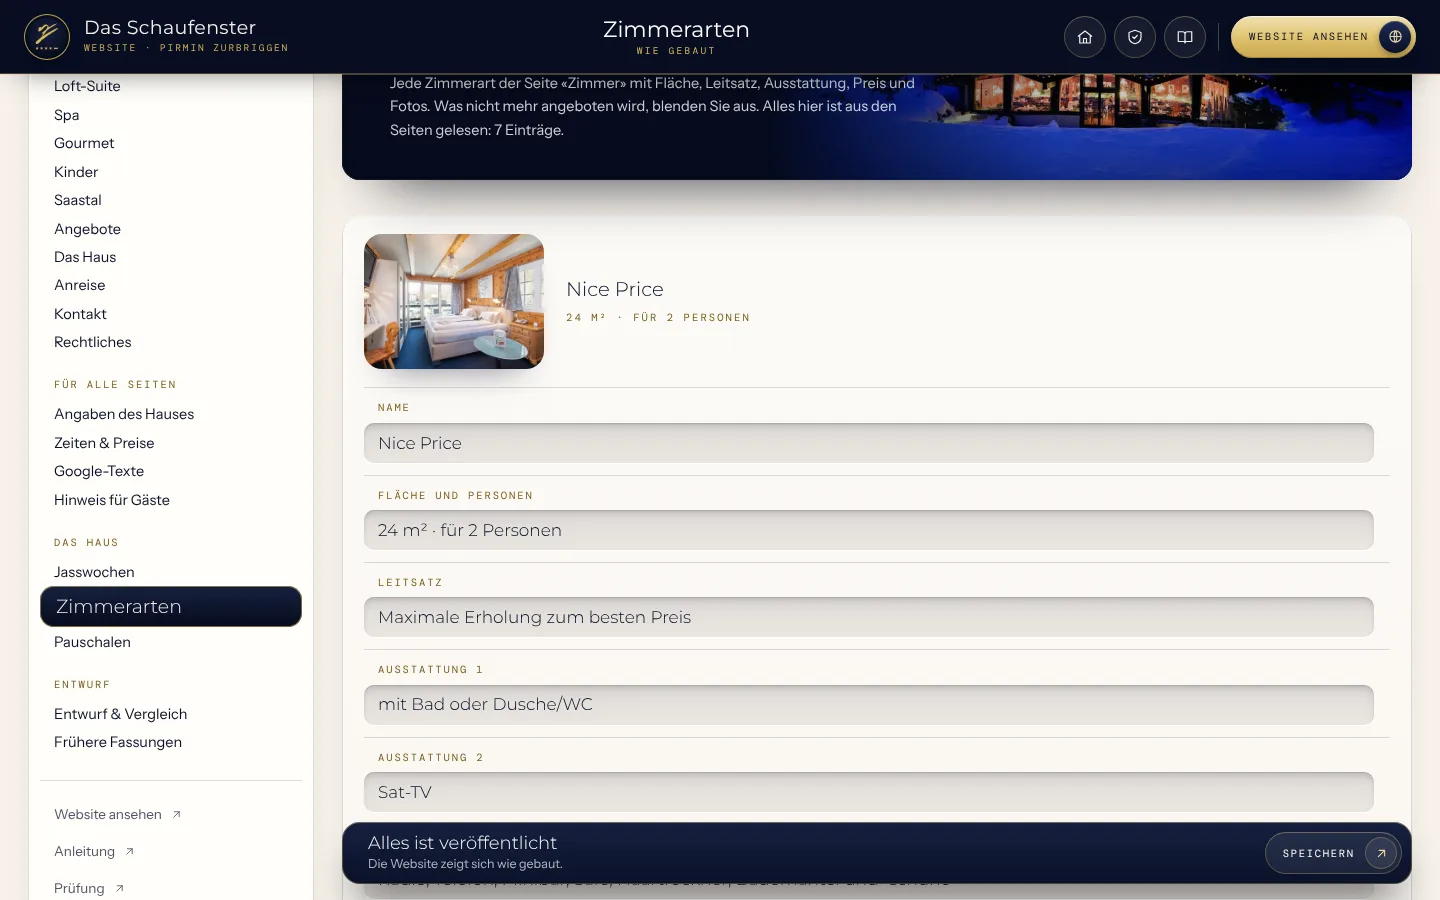 Das Schaufenster
WEBSITE · PIRMIN ZURBRIGGEN
Zimmerarten
WIE GEBAUT
WEBSITE ANSEHEN
Loft-Suite
Spa
Gourmet
Kinder
Saastal
Angebote
Das Haus
Anreise
Kontakt
Rechtliches
FÜR ALLE SEITEN
Angaben des Hauses
Zeiten & Preise
Google-Texte
Hinweis für Gäste
DAS HAUS
Jasswochen
Zimmerarten
Pauschalen
ENTWURF
Entwurf & Vergleich
Frühere Fassungen
Website ansehen
Anleitung
Prüfung
Jede Zimmerart der Seite «Zimmer» mit Fläche, Leitsatz, Ausstattung, Preis und
Fotos. Was nicht mehr angeboten wird, blenden Sie aus. Alles hier ist aus den
Seiten gelesen: 7 Einträge.
Nice Price
24 M² · FÜR 2 PERSONEN
NAME
Nice Price
FLÄCHE UND PERSONEN
24 m² · für 2 Personen
LEITSATZ
Maximale Erholung zum besten Preis
AUSSTATTUNG 1
mit Bad oder Dusche/WC
AUSSTATTUNG 2
Sat-TV
Alles ist veröffentlicht
Die Website zeigt sich wie gebaut.
SPEICHERN